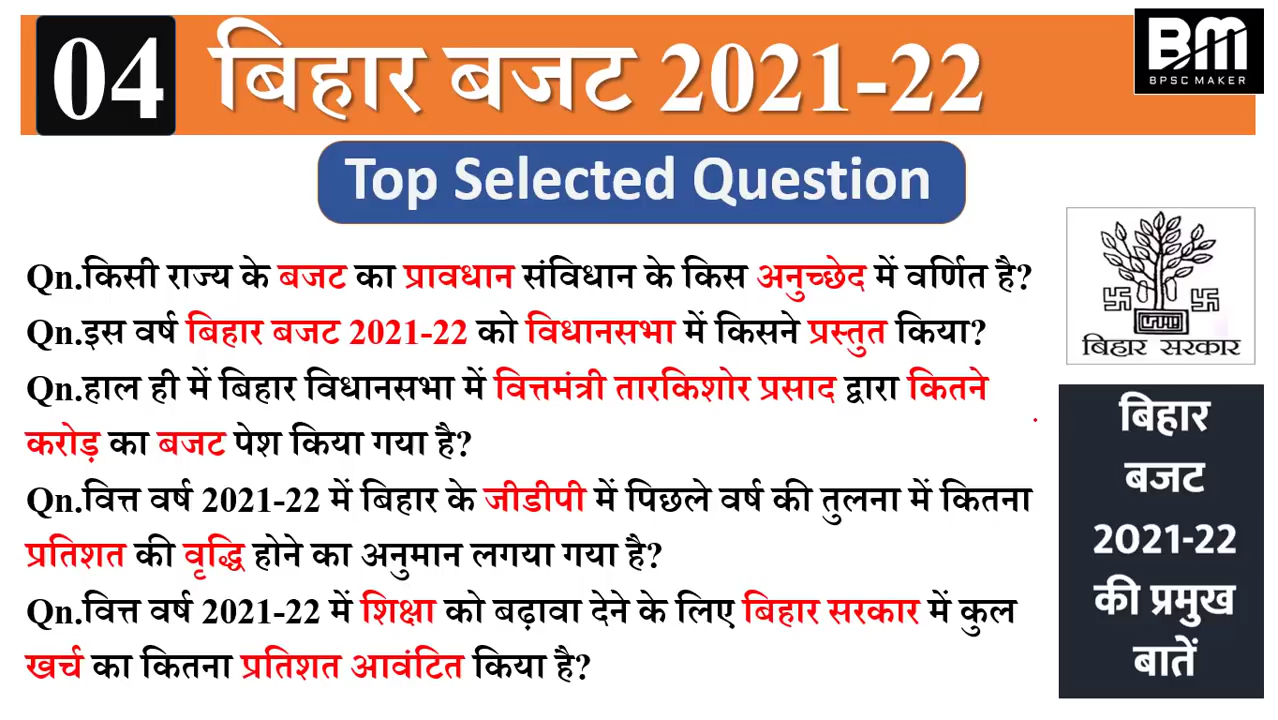 04 बिहार बजट 2021-22
BM
BPSC MAKER
Top Selected Question
Qn.किसी राज्य के बजट का प्रावधान संविधान के किस अनुच्छेद में वर्णित है?
Qn.इस वर्ष बिहार बजट 2021-22 को विधानसभा में किसने प्रस्तुत किया?
Qn.हाल ही में बिहार विधानसभा में वित्तमंत्री तारकिशोर प्रसाद द्वारा कितने
करोड़ का बजट पेश किया गया है?
Qn.वित्त वर्ष 2021-22 में बिहार के जीडीपी में पिछले वर्ष की तुलना में कितना
प्रतिशत की वृद्धि होने का अनुमान लगया गया है?
Qn.वित्त वर्ष 2021-22 में शिक्षा को बढ़ावा देने के लिए बिहार सरकार में कुल
खर्च का कितना प्रतिशत आवंटित किया है?
बिहार सरकार
बिहार
बजट
2021-22
की प्रमुख
बातें